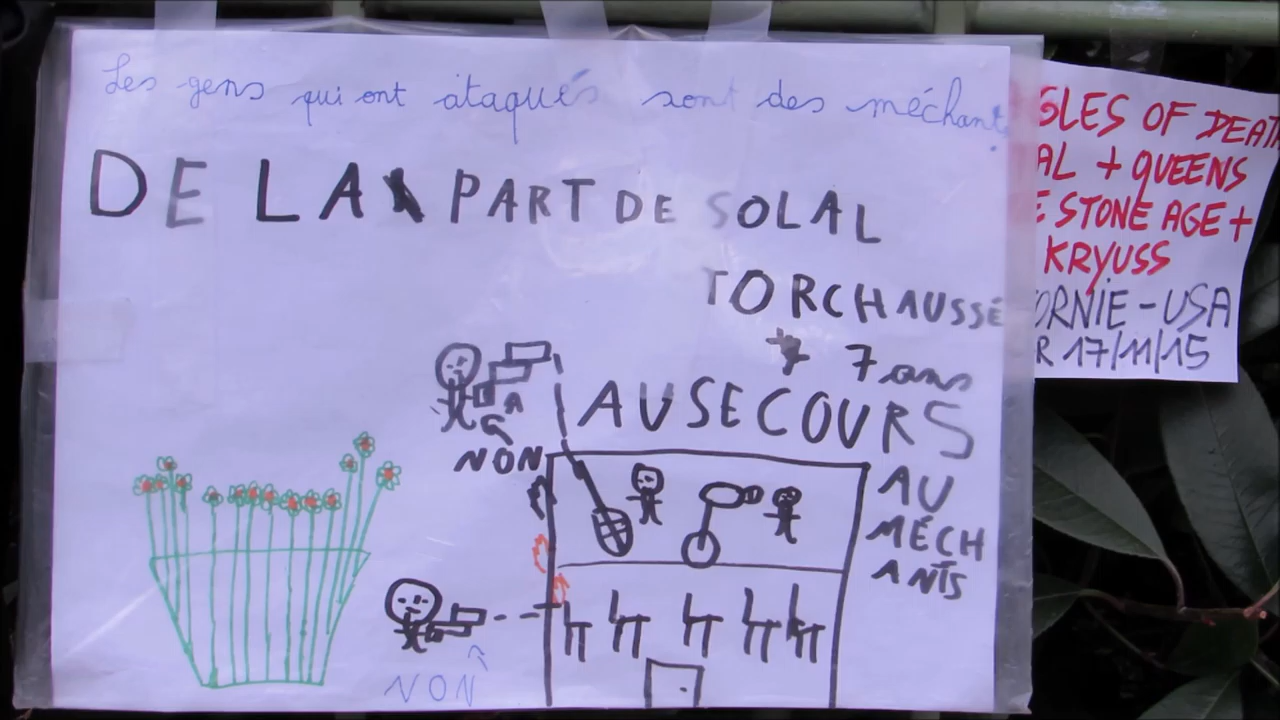 Les gens qui ont ataqués sont des méchants
DE LA PART DE SOLAL
TORCHAUSSÉ
7 ans
AU SECOURS
AU
MÉCH
ANTS
NON
NON
GLES OF DEATH
AL + QUEENS
E STONE AGE +
KRYUSS
ORNIE - USA
R 17/11/15